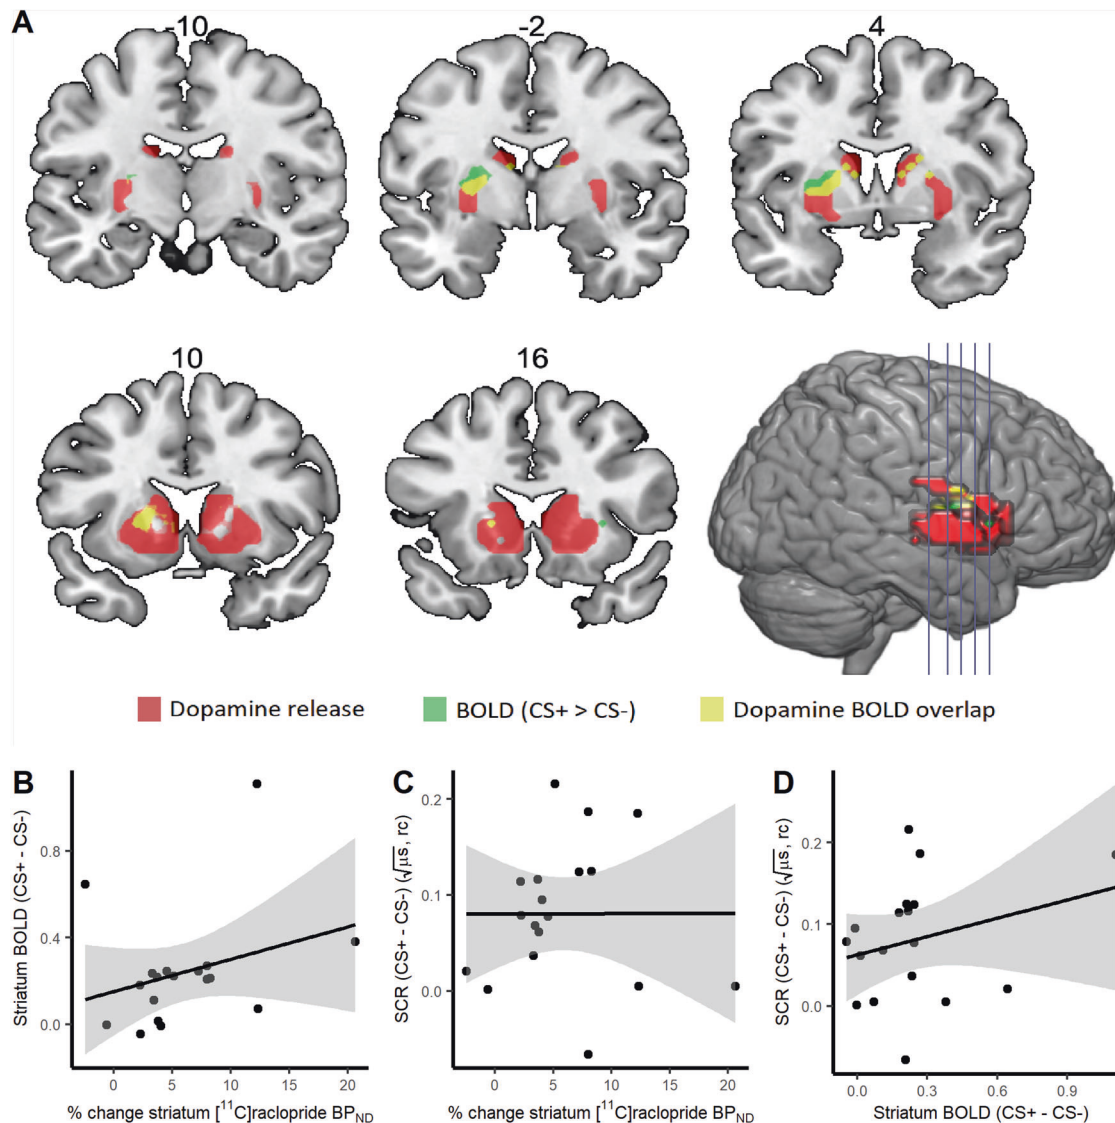 A
-10
-2
4
10
16
Dopamine release
BOLD (CS+ > CS-)
Dopamine BOLD overlap
B
Striatum BOLD (CS+ - CS-)
0.8
0.4
0.0
0 5 10 15 20
% change striatum [¹¹C]raclopride BP_ND
C
SCR (CS+ - CS-) (√μs, rc)
0.2
0.1
0.0
0 5 10 15 20
% change striatum [¹¹C]raclopride BP_ND
D
SCR (CS+ - CS-) (√μs, rc)
0.2
0.1
0.0
0.0 0.3 0.6 0.9
Striatum BOLD (CS+ - CS-)